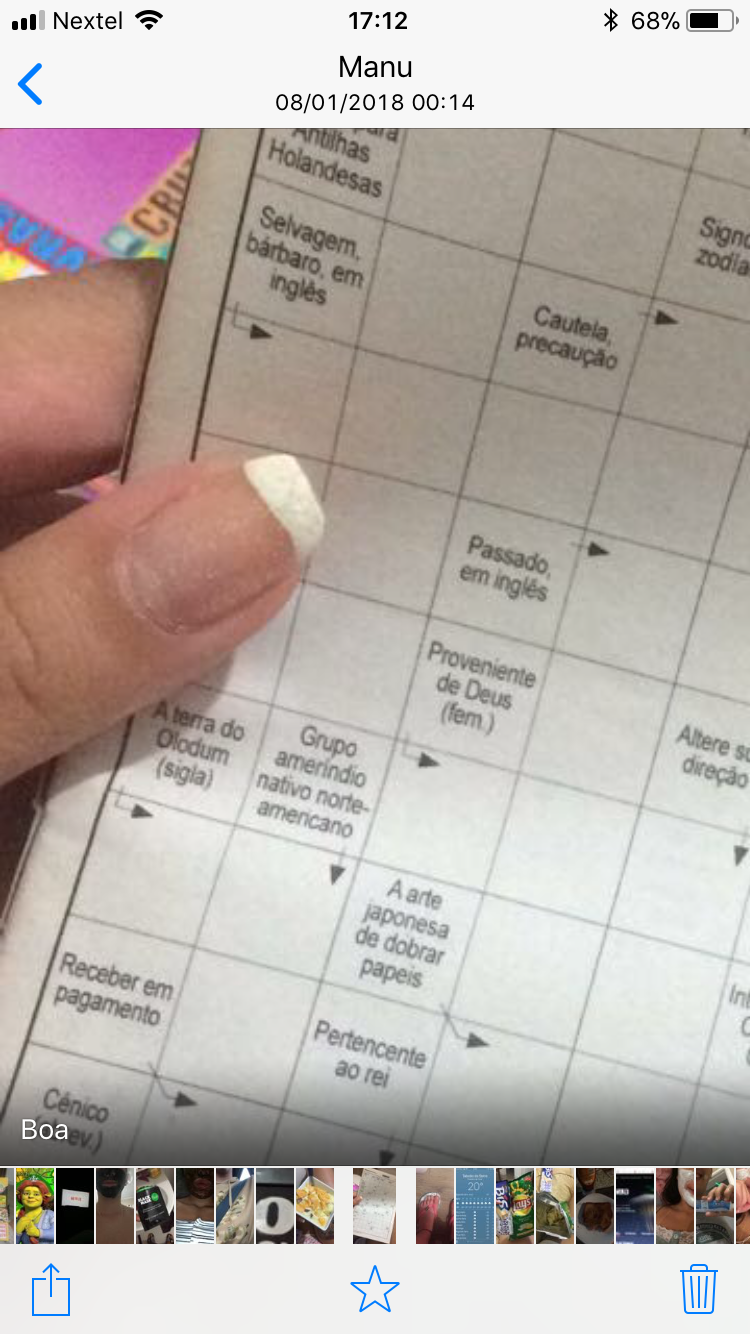 Nextel
17:12
68%
Manu
08/01/2018 00:14
Antilhas
Holandesas
Selvagem,
bárbaro, em
inglês
Cautela,
precaução
Passado,
em inglês
Proveniente
de Deus
(fem.)
A terra do
Olodum
(sigla)
Grupo
ameríndio
nativo norte-
americano
Altere
direção
A arte
japonesa
de dobrar
papeis
Receber em
pagamento
Pertencente
ao rei
Cênico
Boa